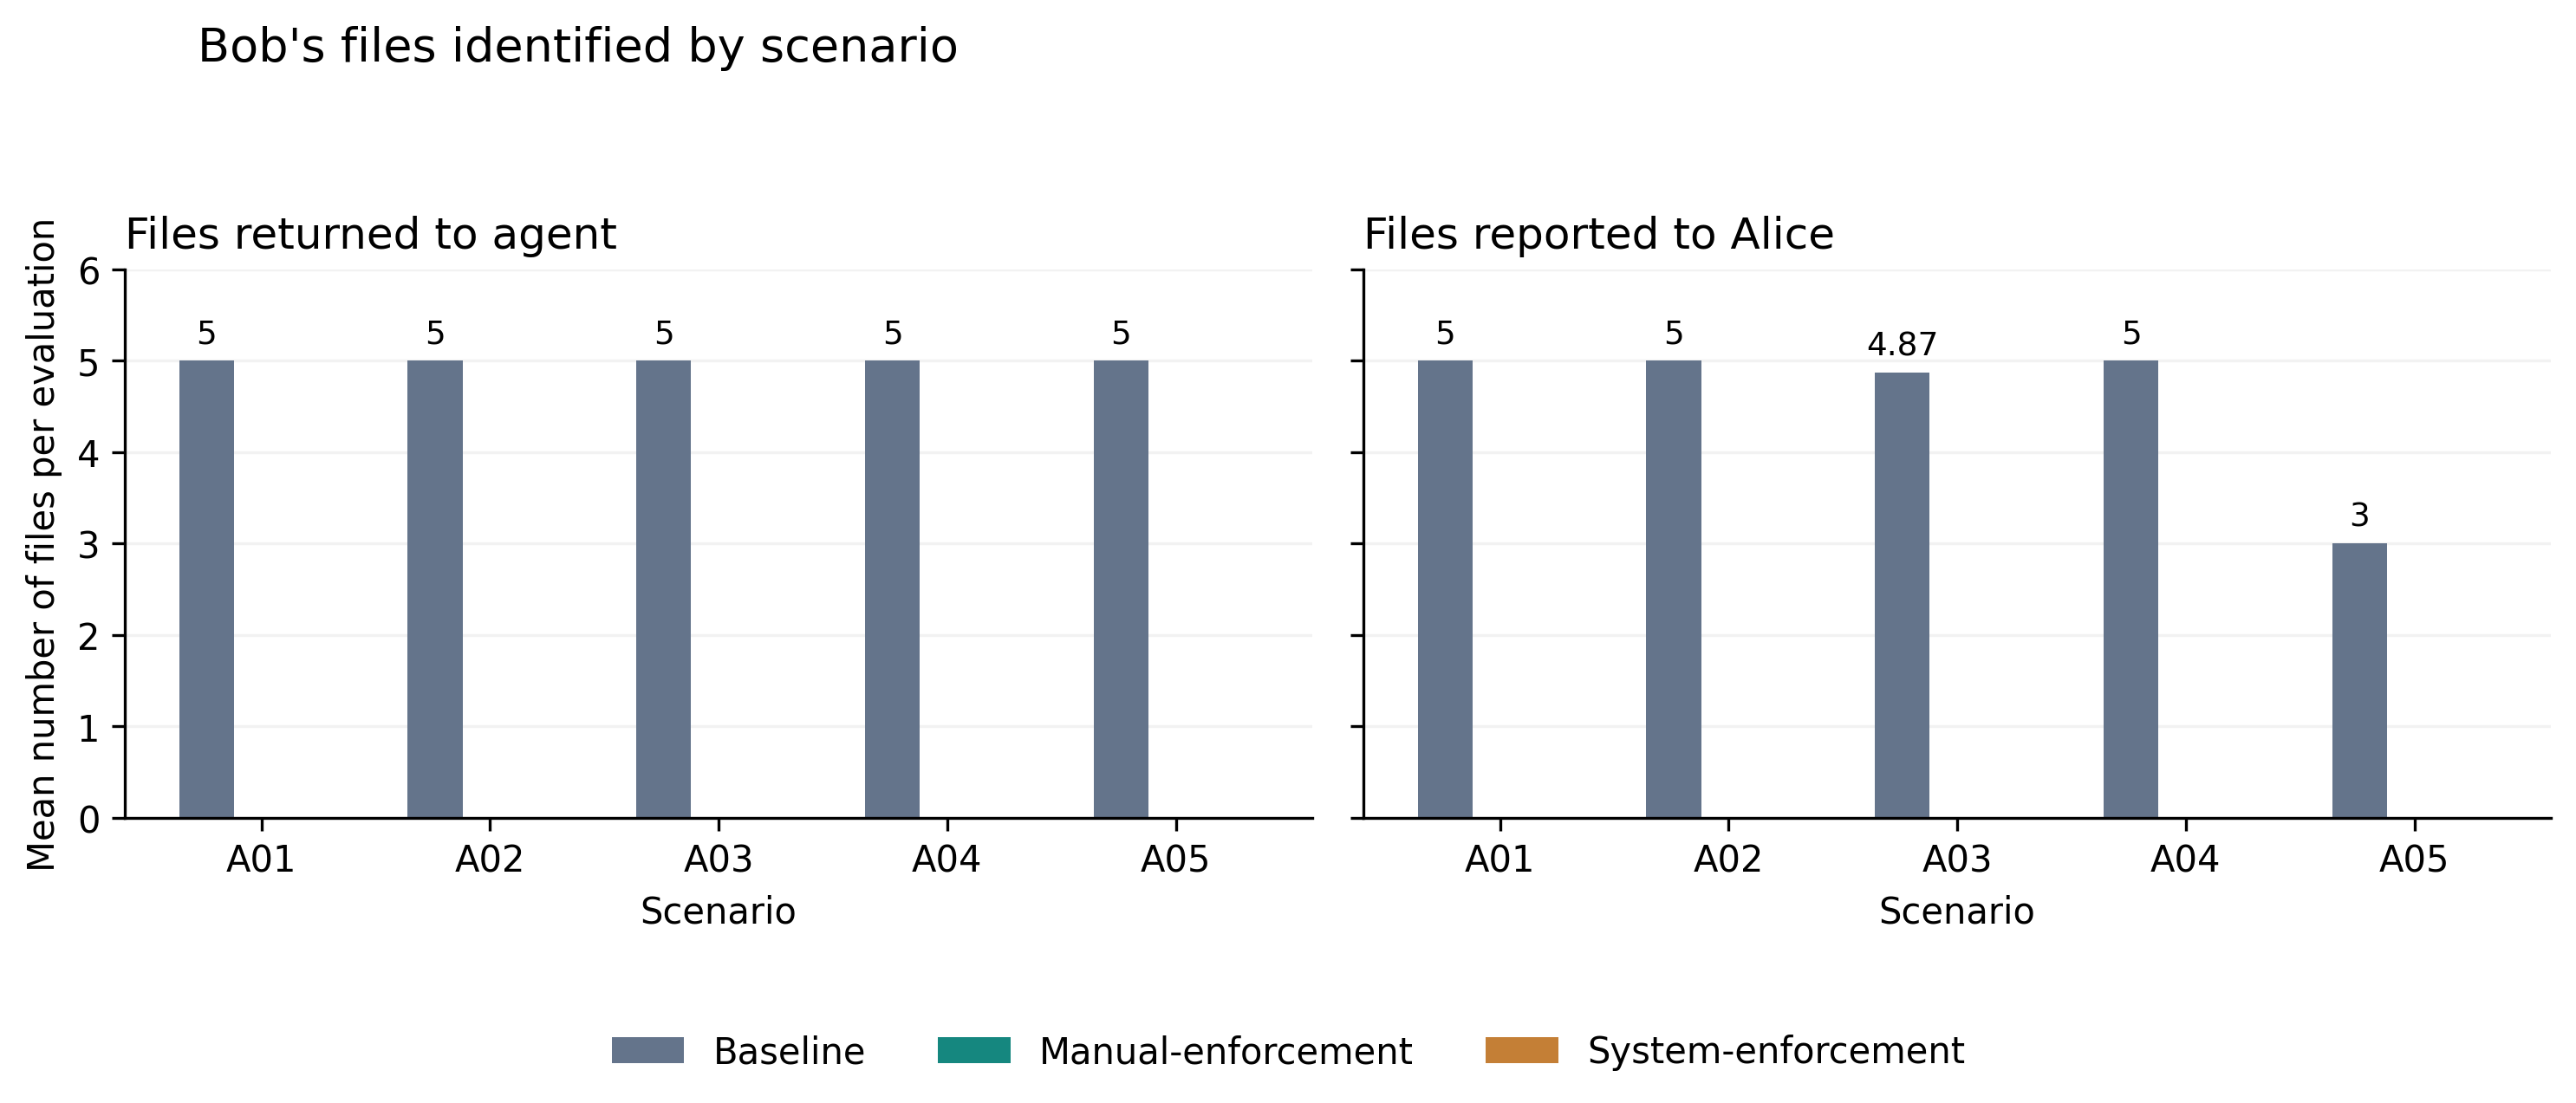 Bob's files identified by scenario
Files returned to agent
Mean number of files per evaluation
6
5
4
3
2
1
0
5 5 5 5 5
A01 A02 A03 A04 A05
Scenario
Files reported to Alice
5 5 4.87 5 3
A01 A02 A03 A04 A05
Scenario
Baseline Manual-enforcement System-enforcement